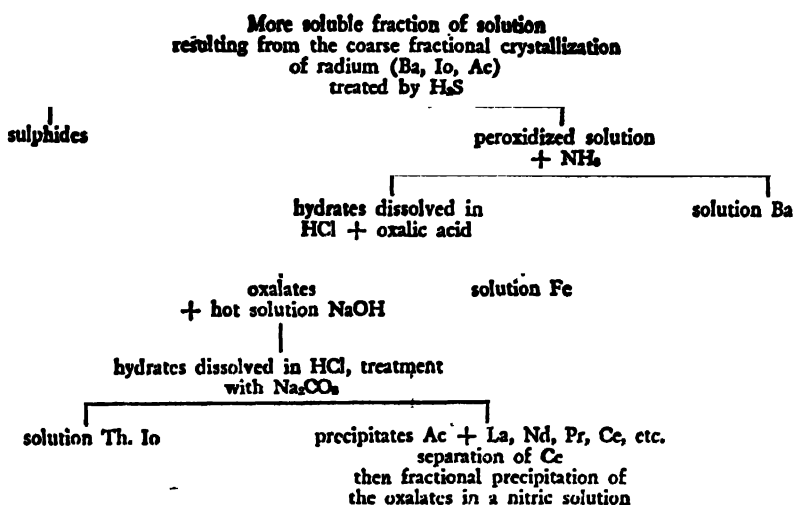 More soluble fraction of solution
resulting from the coarse fractional crystallization
of radium (Ba, Io, Ac)
treated by H₂S
sulphides
peroxidized solution
+ NH₃
hydrates dissolved in
HCl + oxalic acid
solution Ba
oxalates
+ hot solution NaOH
solution Fe
hydrates dissolved in HCl, treatment
with Na₂CO₃
solution Th. Io
precipitates Ac + La, Nd, Pr, Ce, etc.
separation of Ce
then fractional precipitation of
the oxalates in a nitric solution